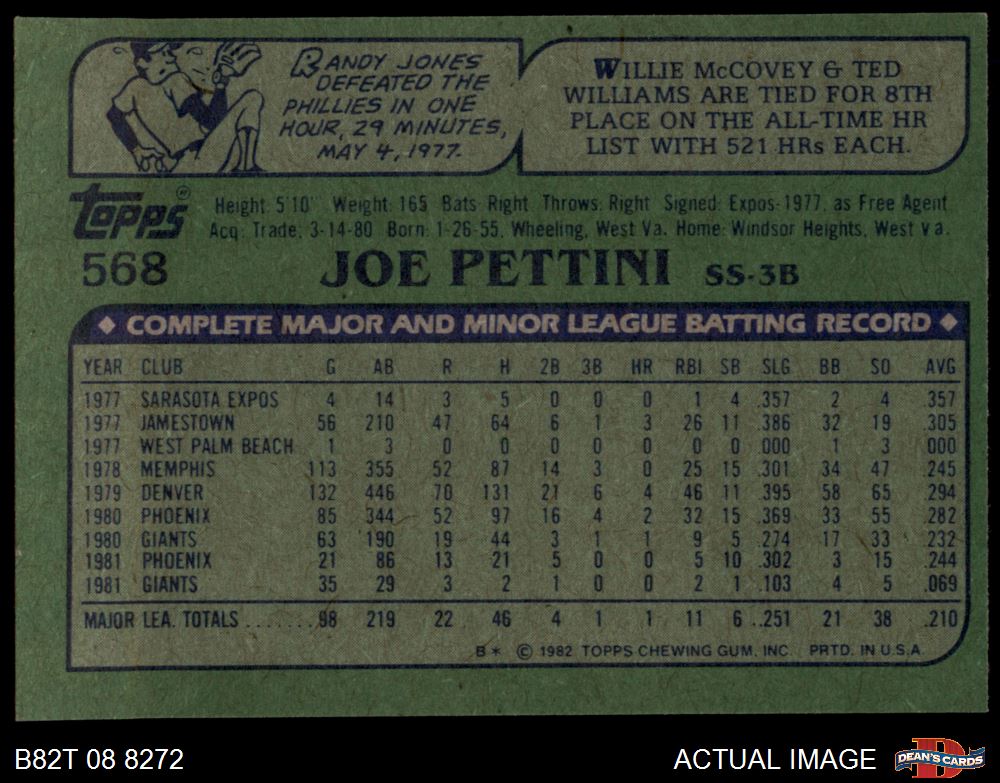 RANDY JONES
DEFEATED THE
PHILLIES IN ONE
HOUR, 29 MINUTES,
MAY 4, 1977.
WILLIE McCOVEY & TED
WILLIAMS ARE TIED FOR 8TH
PLACE ON THE ALL-TIME HR
LIST WITH 521 HRs EACH.
topps®
Height: 5'10" Weight: 165 Bats: Right Throws: Right Signed: Expos-1977, as Free Agent
Acq: Trade, 3-14-80 Born: 1-26-55, Wheeling, West Va. Home: Windsor Heights, West Va.
568 JOE PETTINI SS-3B
◆ COMPLETE MAJOR AND MINOR LEAGUE BATTING RECORD ◆
YEAR CLUB G AB R H 2B 3B HR RBI SB SLG BB SO AVG
1977 SARASOTA EXPOS 4 14 3 5 0 0 0 1 4 .357 2 4 .357
1977 JAMESTOWN 56 210 47 64 6 1 3 26 11 .386 32 19 .305
1977 WEST PALM BEACH 1 3 0 0 0 0 0 0 0 .000 1 3 .000
1978 MEMPHIS 113 355 52 87 14 3 0 25 15 .301 34 47 .245
1979 DENVER 132 446 70 131 21 6 4 46 11 .395 58 65 .294
1980 PHOENIX 85 344 52 97 16 4 2 32 15 .369 33 55 .282
1980 GIANTS 63 190 19 44 3 1 1 9 5 .274 17 33 .232
1981 PHOENIX 21 86 13 21 5 0 0 5 10 .302 3 15 .244
1981 GIANTS 35 29 3 2 1 0 0 2 1 .103 4 5 .069
MAJOR LEA. TOTALS .......98 219 22 46 4 1 1 11 6 ..251 21 38 .210
B* © 1982 TOPPS CHEWING GUM, INC. PRTD. IN U.S.A.
B82T 08 8272 ACTUAL IMAGE D DEAN'S CARDS